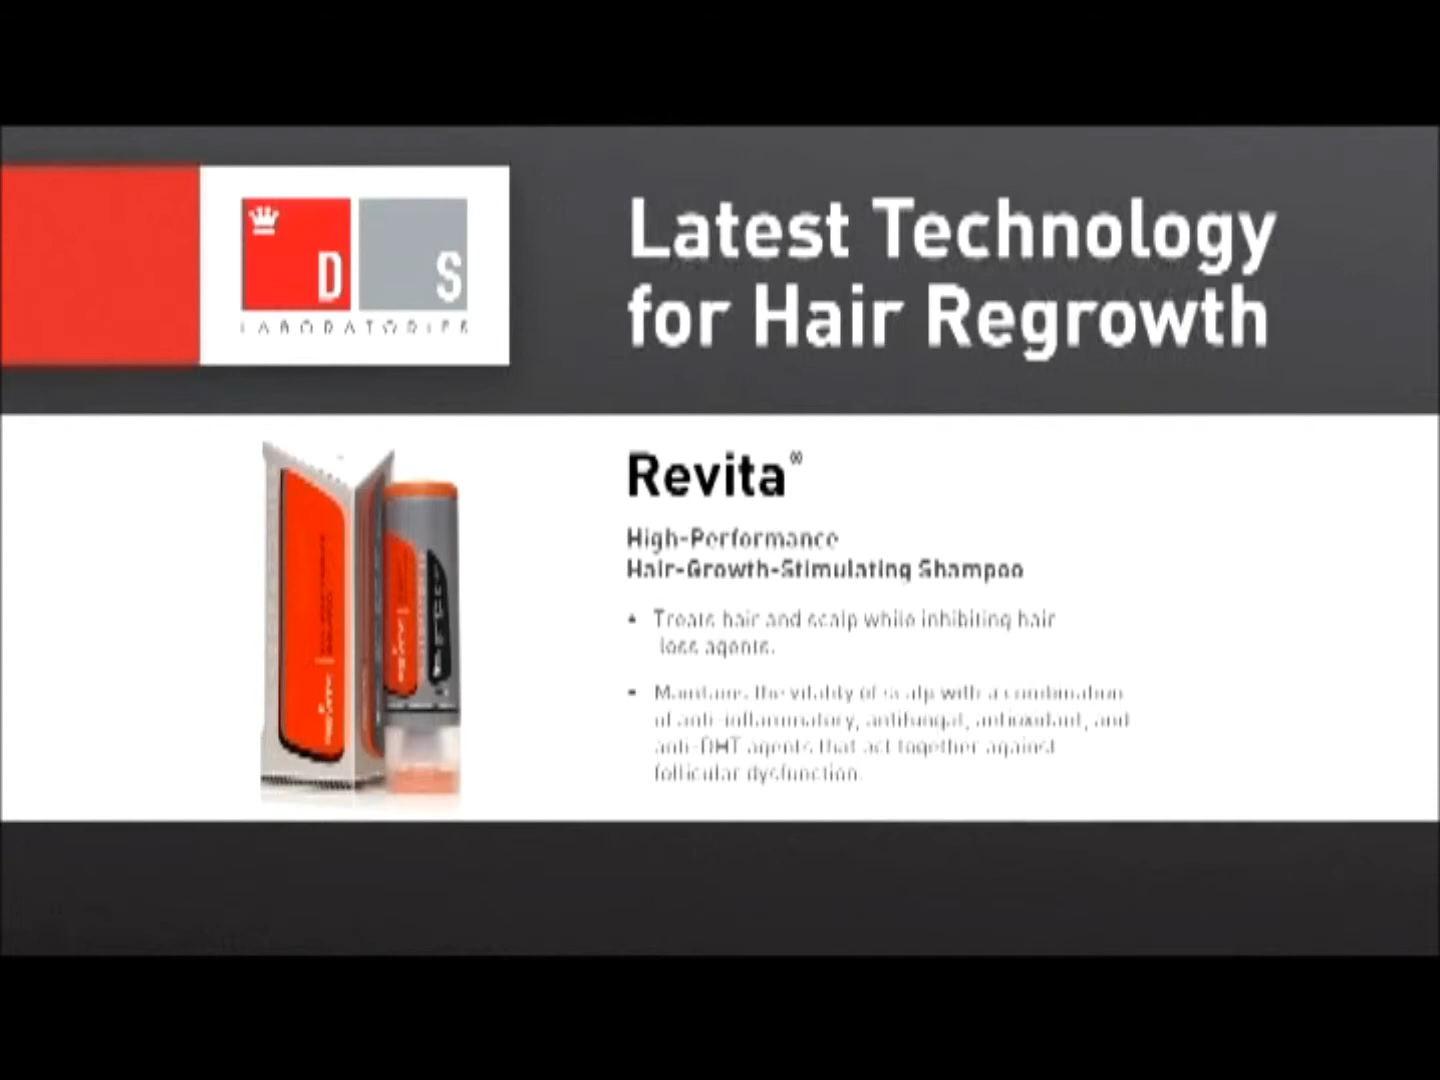 D S
LABORATORIES
Latest Technology
for Hair Regrowth
Revita®
High-Performance
Hair-Growth-Stimulating Shampoo
• Treats hair and scalp while inhibiting hair
loss agents.
• Maintains the vitality of scalp with a combination
of anti-inflammatory, antifungal, antioxidant, and
anti-DHT agents that act together against
follicular dysfunction.
REVITA
REVITA